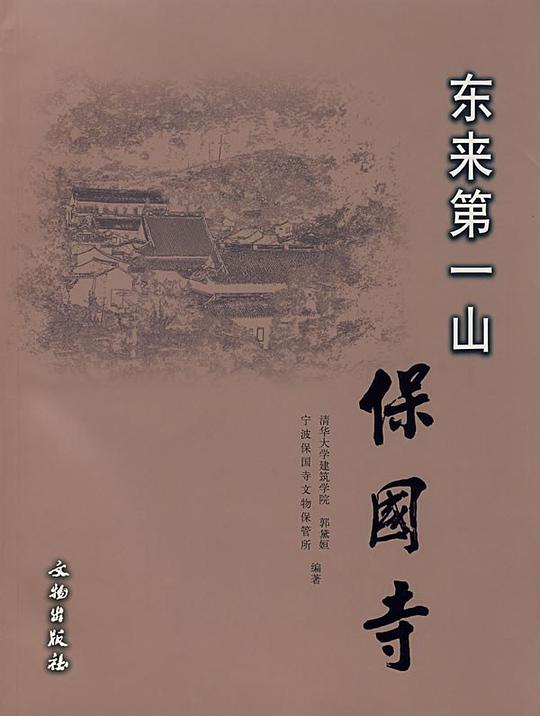 东来第一山
保國寺
清华大学建筑学院 郭黛姮
宁波保国寺文物保管所
编著
文物出版社